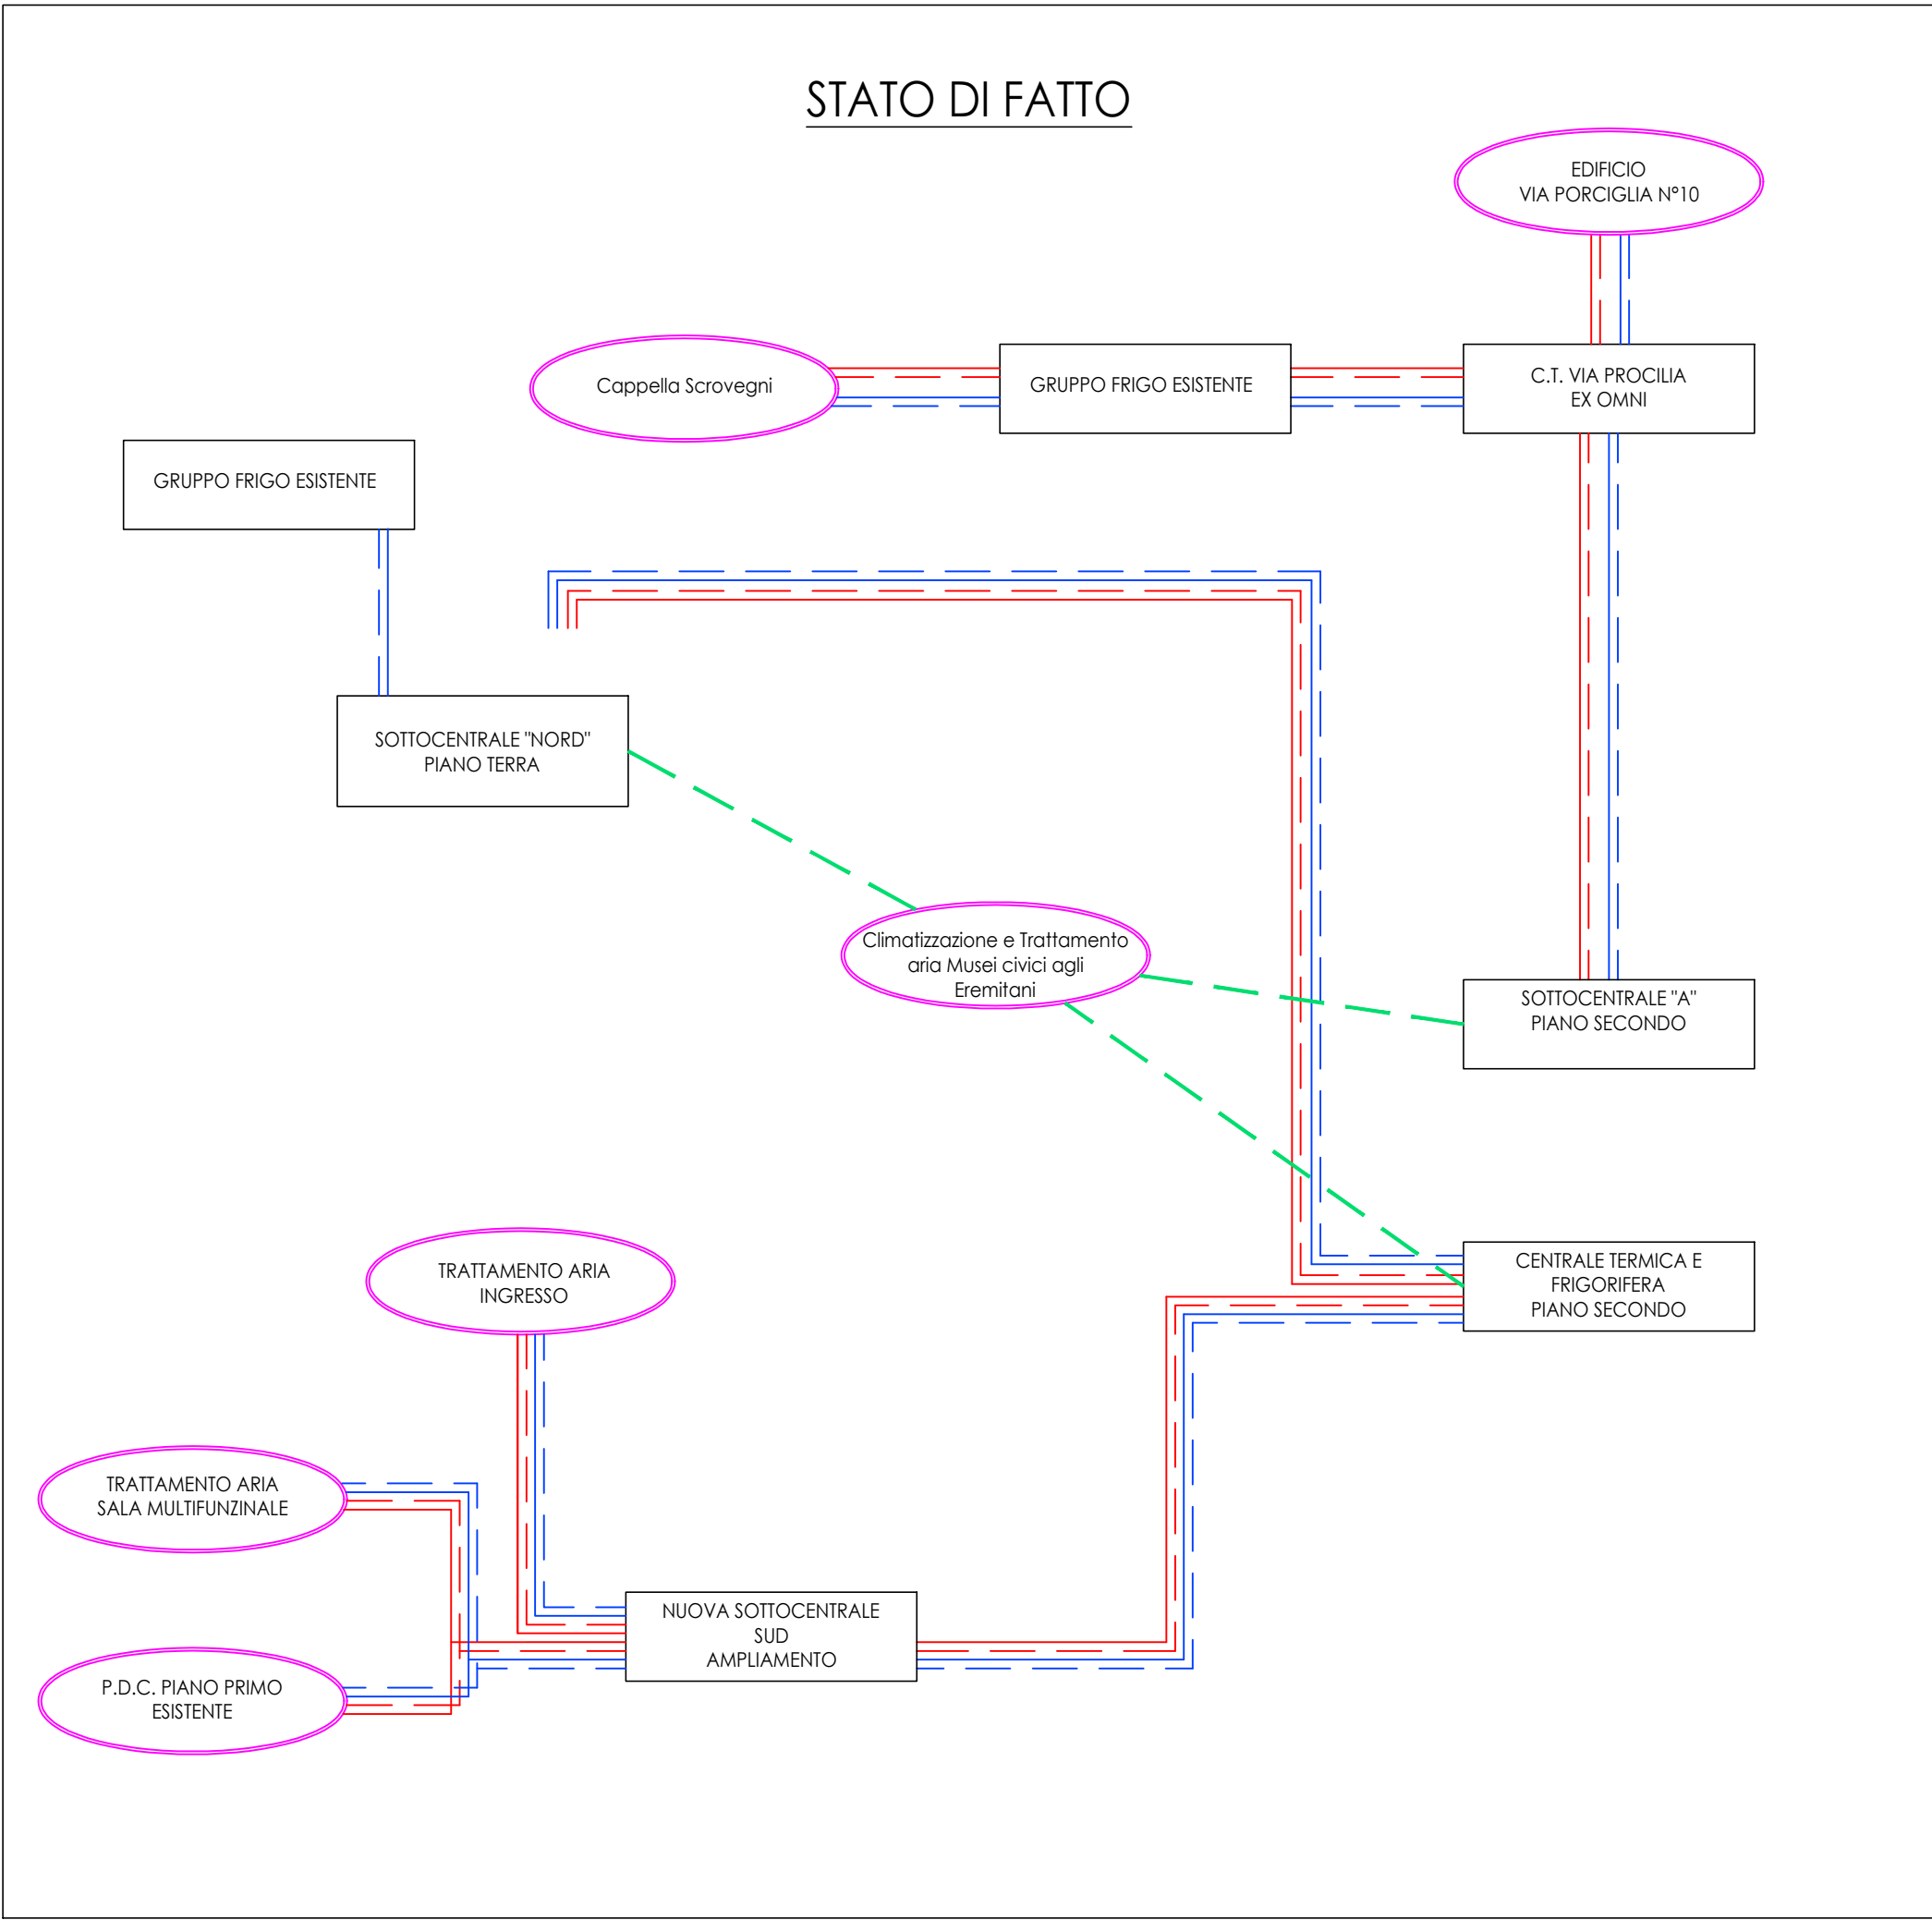 STATO DI FATTO
EDIFICIO
VIA PORCIGLIA N°10
Cappella Scrovegni
GRUPPO FRIGO ESISTENTE
C.T. VIA PROCILIA
EX OMNI
GRUPPO FRIGO ESISTENTE
SOTTOCENTRALE "NORD"
PIANO TERRA
Climatizzazione e Trattamento
aria Musei civici agli
Eremitani
SOTTOCENTRALE "A"
PIANO SECONDO
CENTRALE TERMICA E
FRIGORIFERA
PIANO SECONDO
TRATTAMENTO ARIA
INGRESSO
TRATTAMENTO ARIA
SALA MULTIFUNZINALE
NUOVA SOTTOCENTRALE
SUD
AMPLIAMENTO
P.D.C. PIANO PRIMO
ESISTENTE